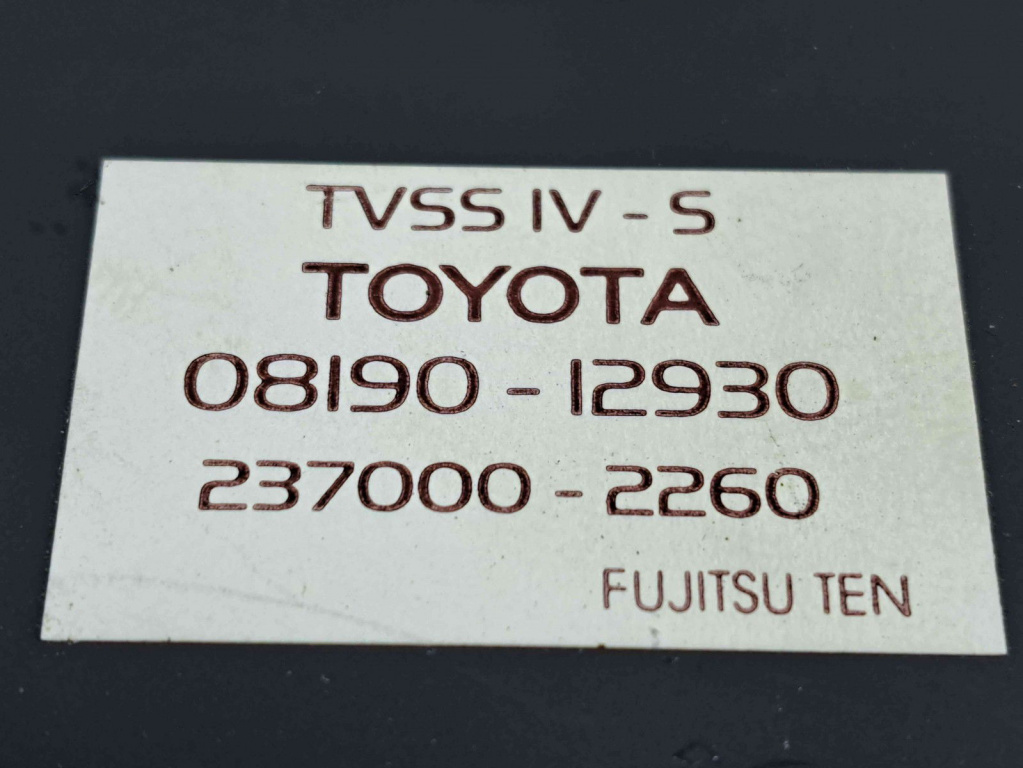 TVSS IV - S
TOYOTA
08190 - 12930
237000 - 2260
FUJITSU TEN